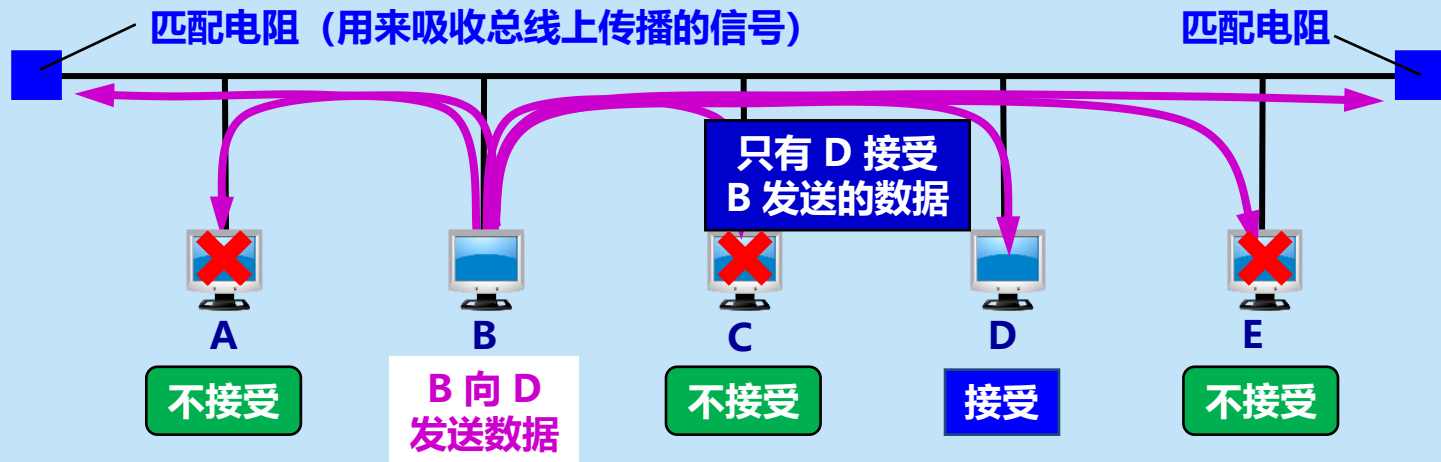 匹配电阻（用来吸收总线上传播的信号）
匹配电阻
只有 D 接受
B 发送的数据
A
B
C
D
E
不接受
B 向 D
发送数据
不接受
接受
不接受